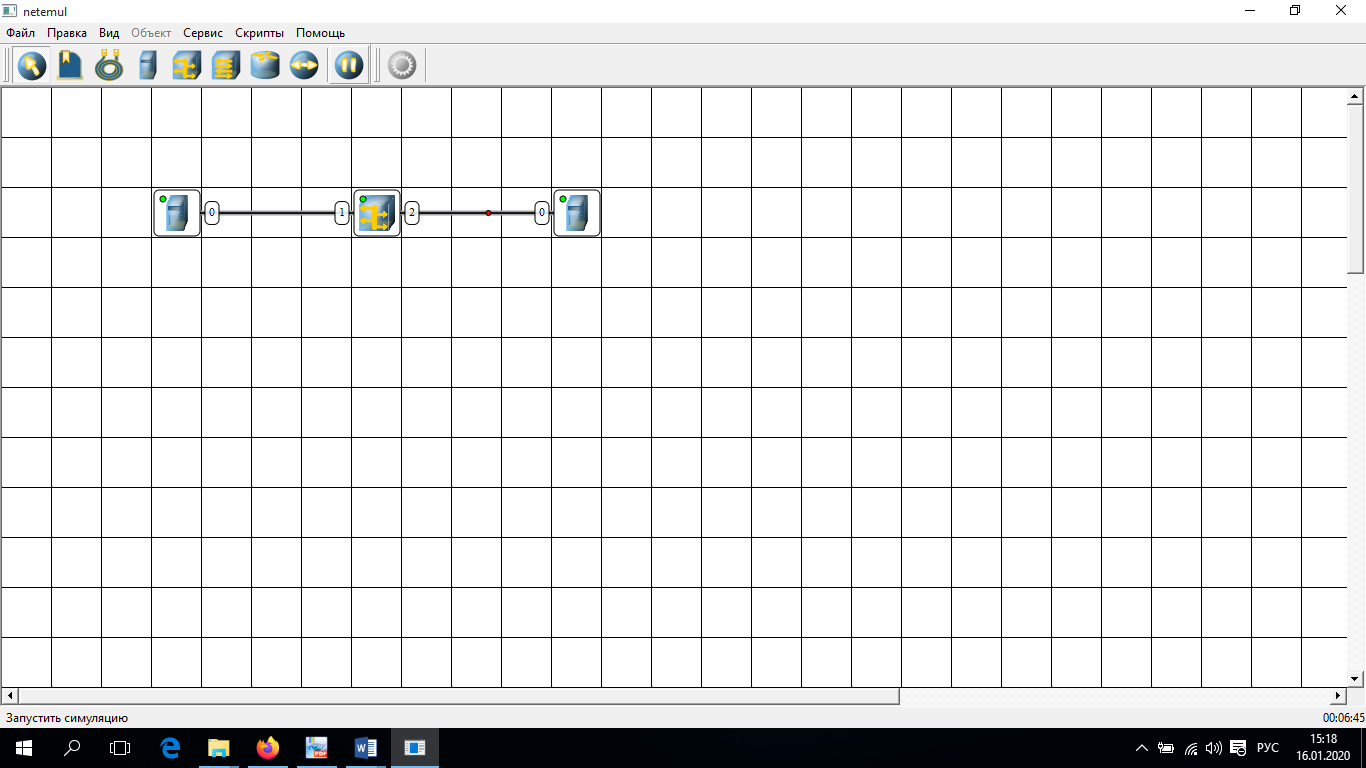 netemul
Файл Правка Вид Объект Сервис Скрипты Помощь
0 1 2 0
Запустить симуляцию 00:06:45
PDF W РУС 15:18
16.01.2020